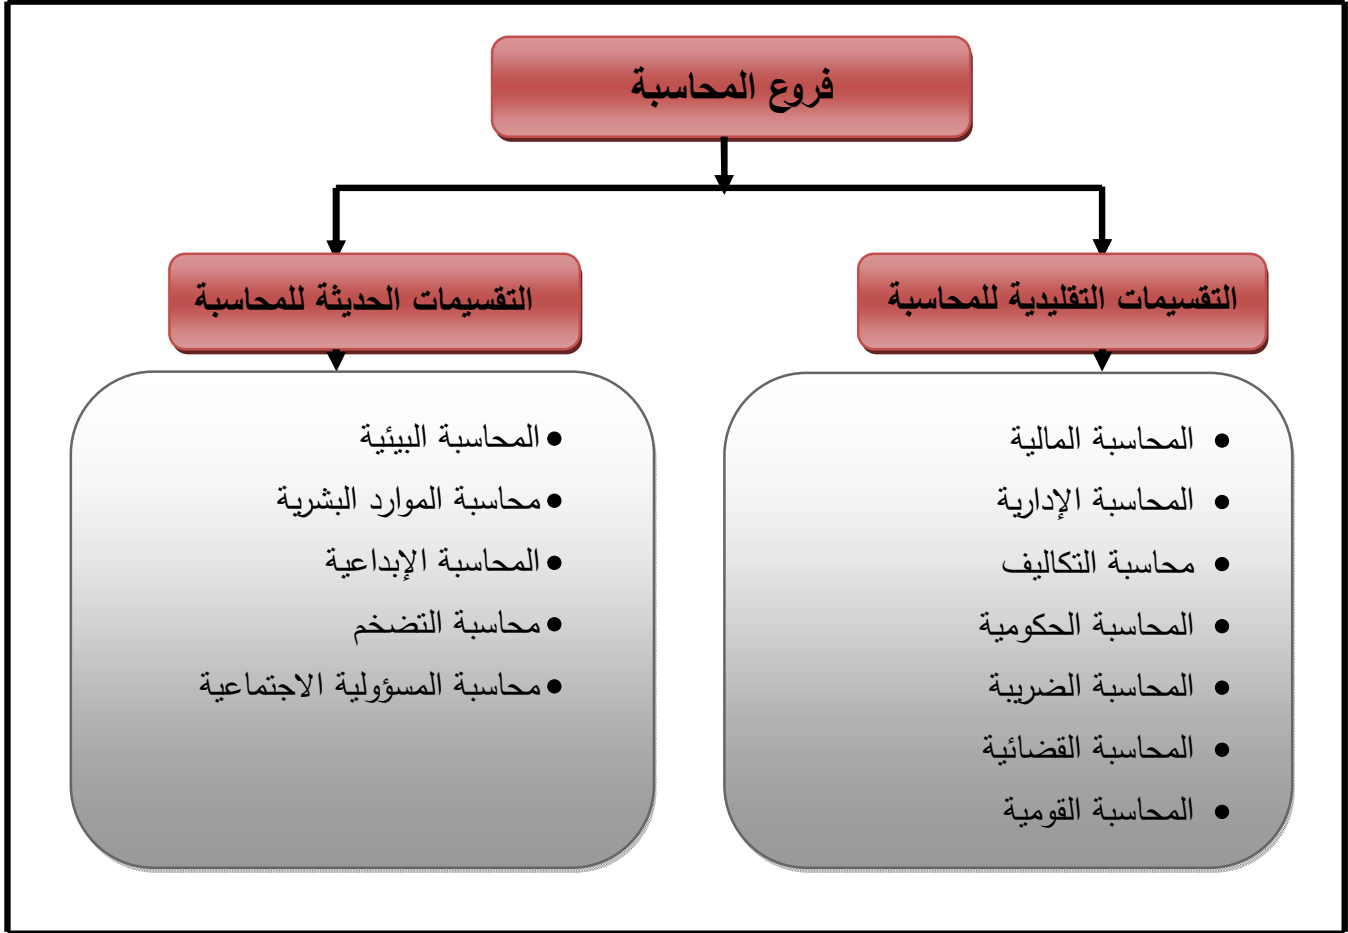 فروع المحاسبة
التقسيمات التقليدية للمحاسبة
• المحاسبة المالية
• المحاسبة الإدارية
• محاسبة التكاليف
• المحاسبة الحكومية
• المحاسبة الضريبة
• المحاسبة القضائية
• المحاسبة القومية
التقسيمات الحديثة للمحاسبة
• المحاسبة البيئية
• محاسبة الموارد البشرية
• المحاسبة الإبداعية
• محاسبة التضخم
• محاسبة المسؤولية الاجتماعية